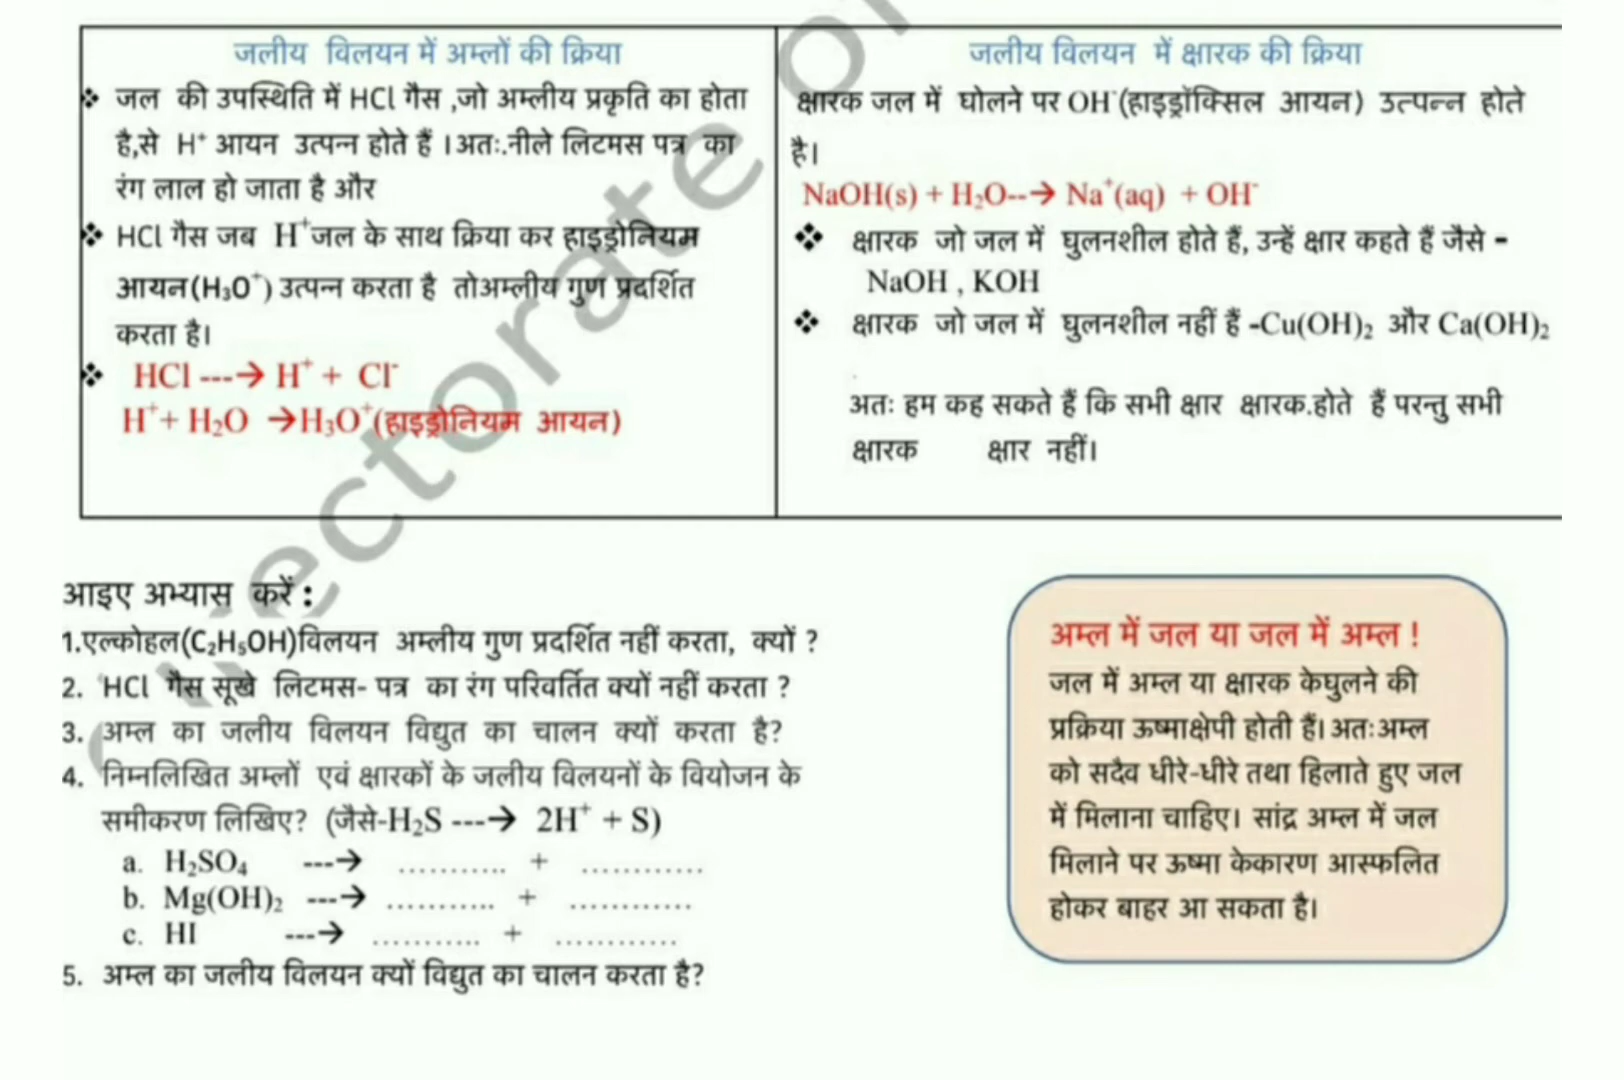 जलीय विलयन में अम्लों की क्रिया
❖ जल की उपस्थिति में HCl गैस ,जो अम्लीय प्रकृति का होता
है,से H⁺ आयन उत्पन्न होते हैं ।अतः.नीले लिटमस पत्र का
रंग लाल हो जाता है और
❖ HCl गैस जब H⁺जल के साथ क्रिया कर हाइड्रोनियम
आयन(H₃O⁺) उत्पन्न करता है तोअम्लीय गुण प्रदर्शित
करता है।
❖ HCl ---→ H⁺ + Cl⁻
H⁺+ H₂O →H₃O⁺(हाइड्रोनियम आयन)
जलीय विलयन में क्षारक की क्रिया
क्षारक जल में घोलने पर OH⁻(हाइड्रॉक्सिल आयन) उत्पन्न होते
है।
NaOH(s) + H₂O--→ Na⁺(aq) + OH⁻
❖ क्षारक जो जल में घुलनशील होते हैं, उन्हें क्षार कहते हैं जैसे -
NaOH , KOH
❖ क्षारक जो जल में घुलनशील नहीं हैं -Cu(OH)₂ और Ca(OH)₂
अतः हम कह सकते हैं कि सभी क्षार क्षारक.होते हैं परन्तु सभी
क्षारक क्षार नहीं।
आइए अभ्यास करें :
1.एल्कोहल(C₂H₅OH)विलयन अम्लीय गुण प्रदर्शित नहीं करता, क्यों ?
2. HCl गैस सूखे लिटमस- पत्र का रंग परिवर्तित क्यों नहीं करता ?
3. अम्ल का जलीय विलयन विद्युत का चालन क्यों करता है?
4. निम्नलिखित अम्लों एवं क्षारकों के जलीय विलयनों के वियोजन के
समीकरण लिखिए? (जैसे-H₂S ---→ 2H⁺ + S)
a. H₂SO₄ ---→ ........... + ............
b. Mg(OH)₂ ---→ ........... + ............
c. HI ---→ ........... + ............
5. अम्ल का जलीय विलयन क्यों विद्युत का चालन करता है?
अम्ल में जल या जल में अम्ल !
जल में अम्ल या क्षारक केघुलने की
प्रक्रिया ऊष्माक्षेपी होती हैं। अतःअम्ल
को सदैव धीरे-धीरे तथा हिलाते हुए जल
में मिलाना चाहिए। सांद्र अम्ल में जल
मिलाने पर ऊष्मा केकारण आस्फलित
होकर बाहर आ सकता है।